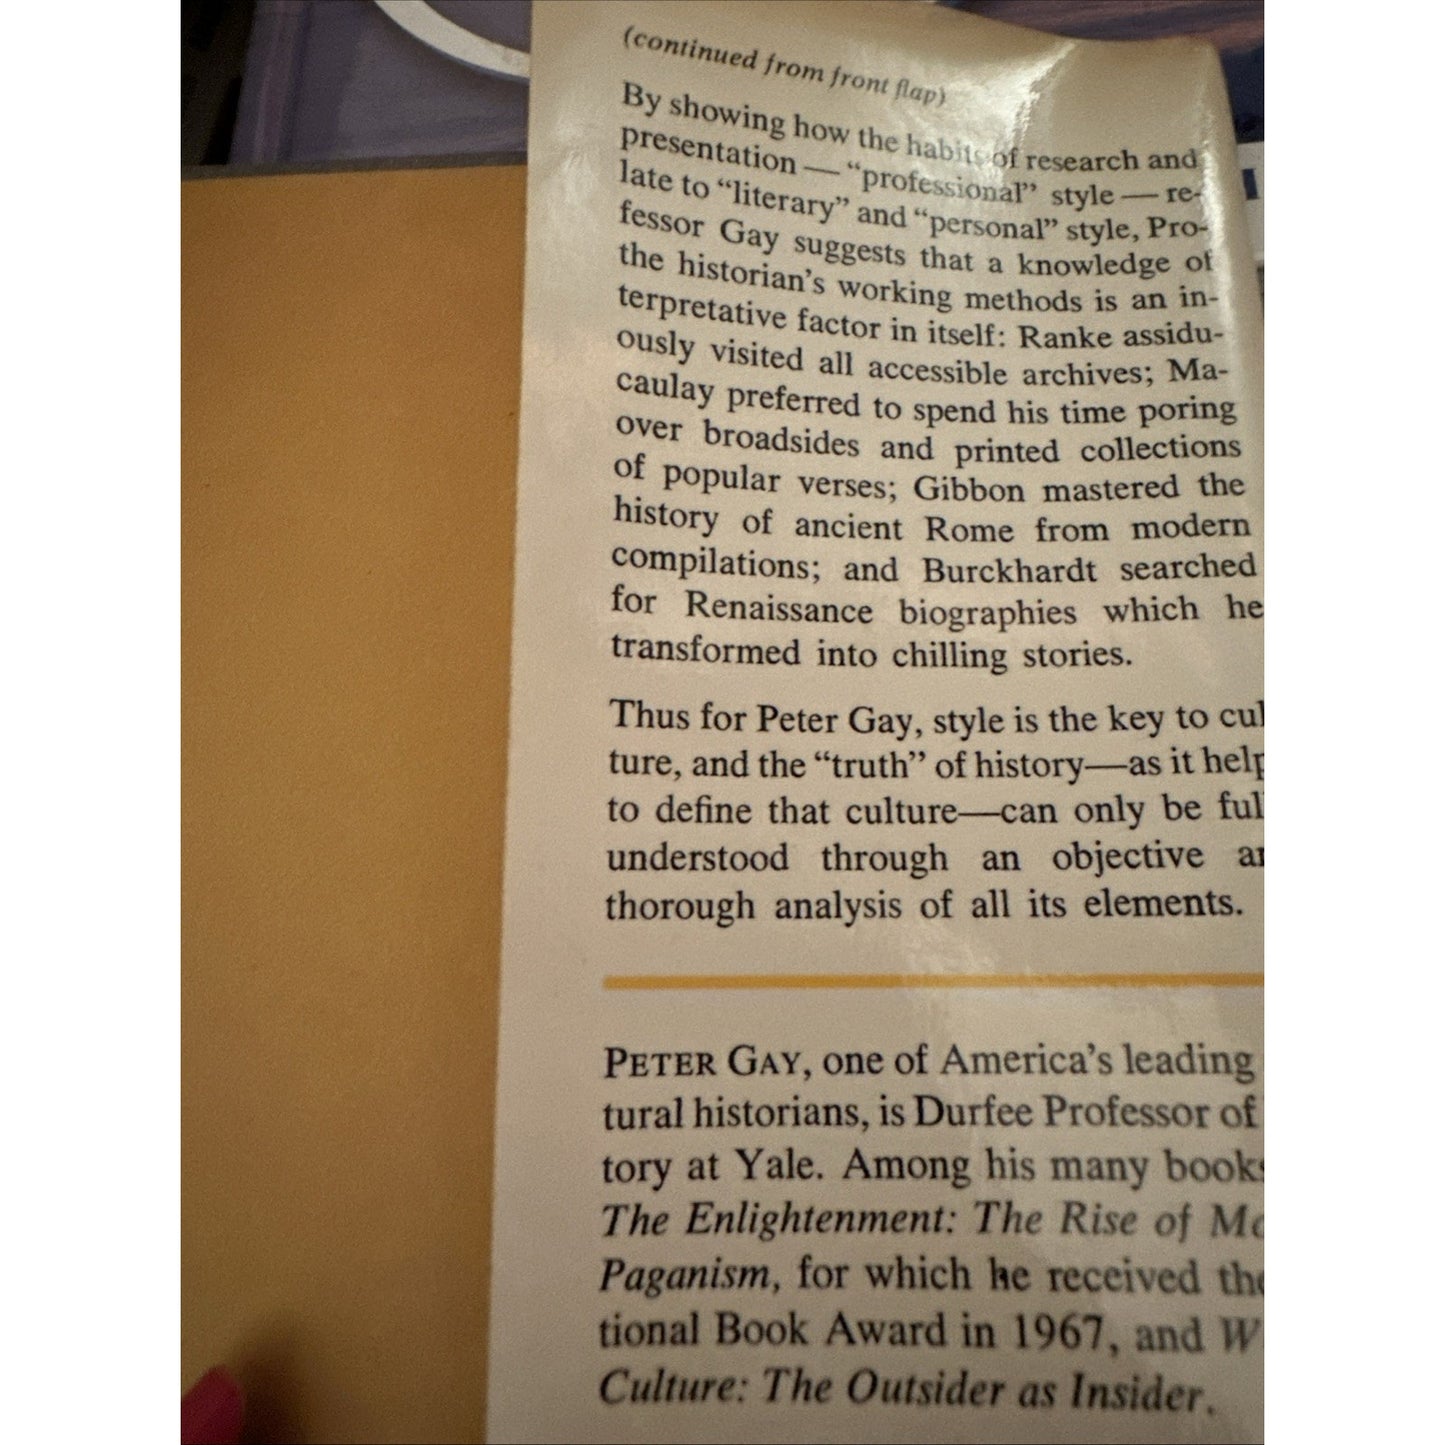 (continued from front flap)
By showing how the habits of research and
presentation — “professional” style — re-
late to “literary” and “personal” style, Pro-
fessor Gay suggests that a knowledge of
the historian’s working methods is an in-
terpretative factor in itself: Ranke assidu-
ously visited all accessible archives; Ma-
caulay preferred to spend his time poring
over broadsides and printed collections
of popular verses; Gibbon mastered the
history of ancient Rome from modern
compilations; and Burckhardt searched
for Renaissance biographies which he
transformed into chilling stories.
Thus for Peter Gay, style is the key to cul
ture, and the “truth” of history—as it help
to define that culture—can only be ful
understood through an objective
thorough analysis of all its elements.
PETER GAY, one of America’s leading
tural historians, is Durfee Professor of
tory at Yale. Among his many books
The Enlightenment: The Rise of Mo
Paganism, for which he received the
tional Book Award in 1967, and W
Culture: The Outsider as Insider.